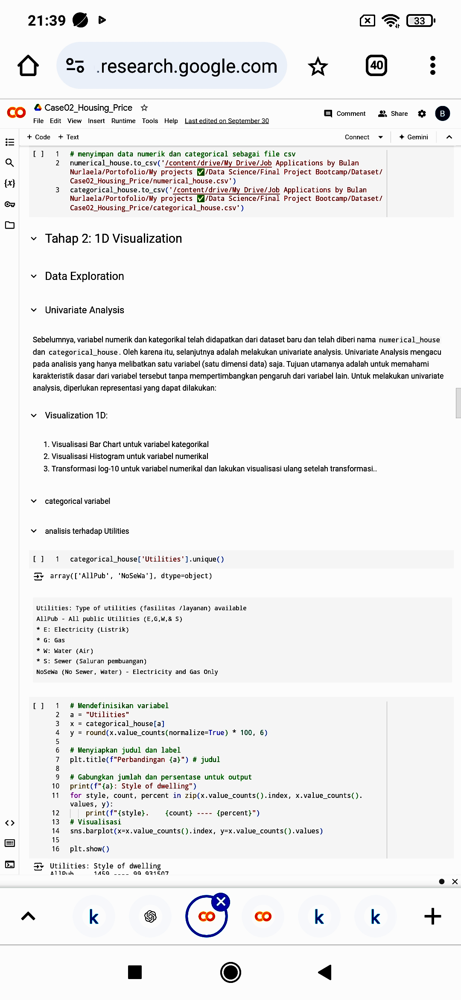 21:39
33
.research.google.com
40
Case02_Housing_Price
Comment
Share
B
File Edit View Insert Runtime Tools Help Last edited on September 30
+ Code + Text
Connect
Gemini
[ ] 1 # menyimpan data numerik dan categorical sebagai file csv
2 numerical_house.to_csv('/content/drive/My Drive/Job Applications by Bulan
Nurlaela/Portofolio/My projects ✅/Data Science/Final Project Bootcamp/Dataset/
Case02_Housing_Price/numerical_house.csv')
3 categorical_house.to_csv('/content/drive/My Drive/Job Applications by Bulan
Nurlaela/Portofolio/My projects ✅/Data Science/Final Project Bootcamp/Dataset/
Case02_Housing_Price/categorical_house.csv')
{x}
Tahap 2: 1D Visualization
Data Exploration
Univariate Analysis
Sebelumnya, variabel numerik dan kategorikal telah didapatkan dari dataset baru dan telah diberi nama numerical_house
dan categorical_house. Oleh karena itu, selanjutnya adalah melakukan univariate analysis. Univariate Analysis mengacu
pada analisis yang hanya melibatkan satu variabel (satu dimensi data) saja. Tujuan utamanya adalah untuk memahami
karakteristik dasar dari variabel tersebut tanpa mempertimbangkan pengaruh dari variabel lain. Untuk melakukan univariate
analysis, diperlukan representasi yang dapat dilakukan:
Visualization 1D:
1. Visualisasi Bar Chart untuk variabel kategorikal
2. Visualisasi Histogram untuk variabel numerikal
3. Transformasi log-10 untuk variabel numerikal dan lakukan visualisasi ulang setelah transformasi..
categorical variabel
analisis terhadap Utilities
[ ] 1 categorical_house['Utilities'].unique()
array(['AllPub', 'NoSeWa'], dtype=object)
Utilities: Type of utilities (fasilitas /layanan) available
AllPub - All public Utilities (E,G,W,& S)
* E: Electricity (Listrik)
* G: Gas
* W: Water (Air)
* S: Sewer (Saluran pembuangan)
NoSeWa (No Sewer, Water) - Electricity and Gas Only
[ ] 1 # Mendefinisikan variabel
2 a = "Utilities"
3 x = categorical_house[a]
4 y = round(x.value_counts(normalize=True) * 100, 6)
5
6 # Menyiapkan judul dan label
7 plt.title(f"Perbandingan {a}") # judul
8
9 # Gabungkan jumlah dan persentase untuk output
10 print(f"{a}: Style of dwelling")
11 for style, count, percent in zip(x.value_counts().index, x.value_counts().
values, y):
12 print(f"{style}. {count} ---- {percent}")
13 # Visualisasi
14 sns.barplot(x=x.value_counts().index, y=x.value_counts().values)
15
16 plt.show()
Utilities: Style of dwelling
AllPub 1459 ---- 99.931507